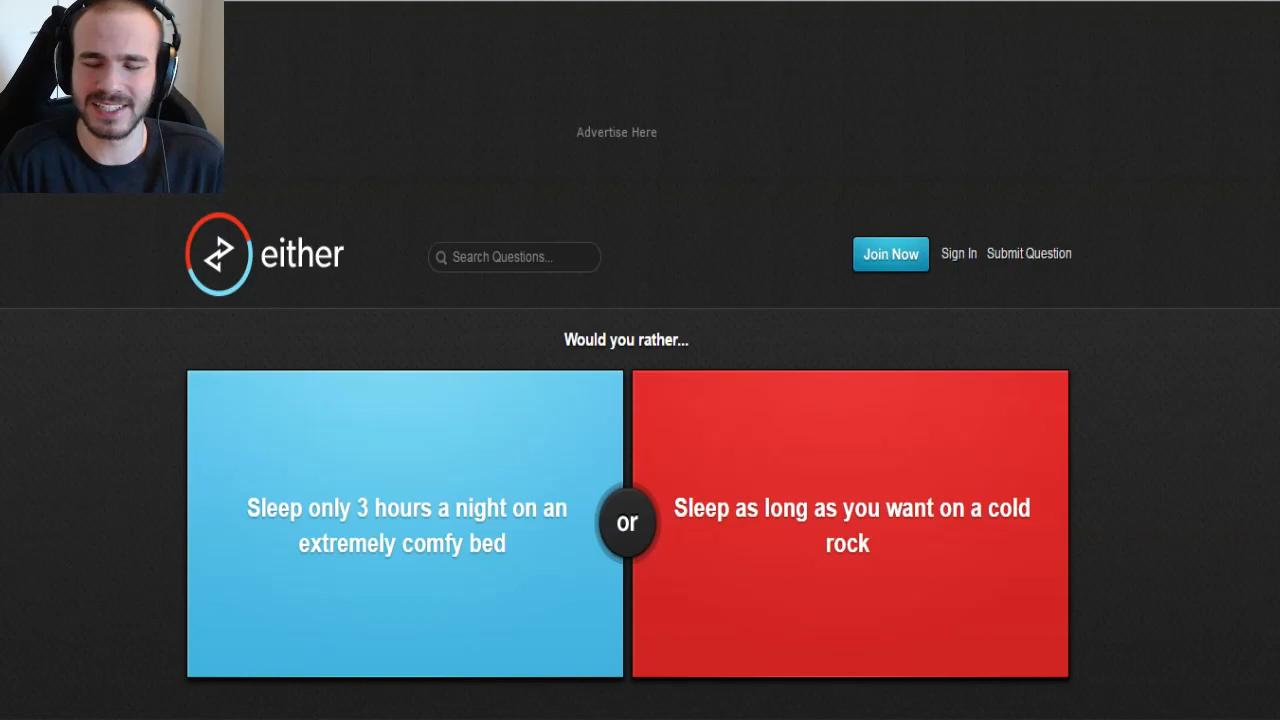 Advertise Here
either
Search Questions...
Join Now
Sign In
Submit Question
Would you rather...
Sleep only 3 hours a night on an
extremely comfy bed
or
Sleep as long as you want on a cold
rock